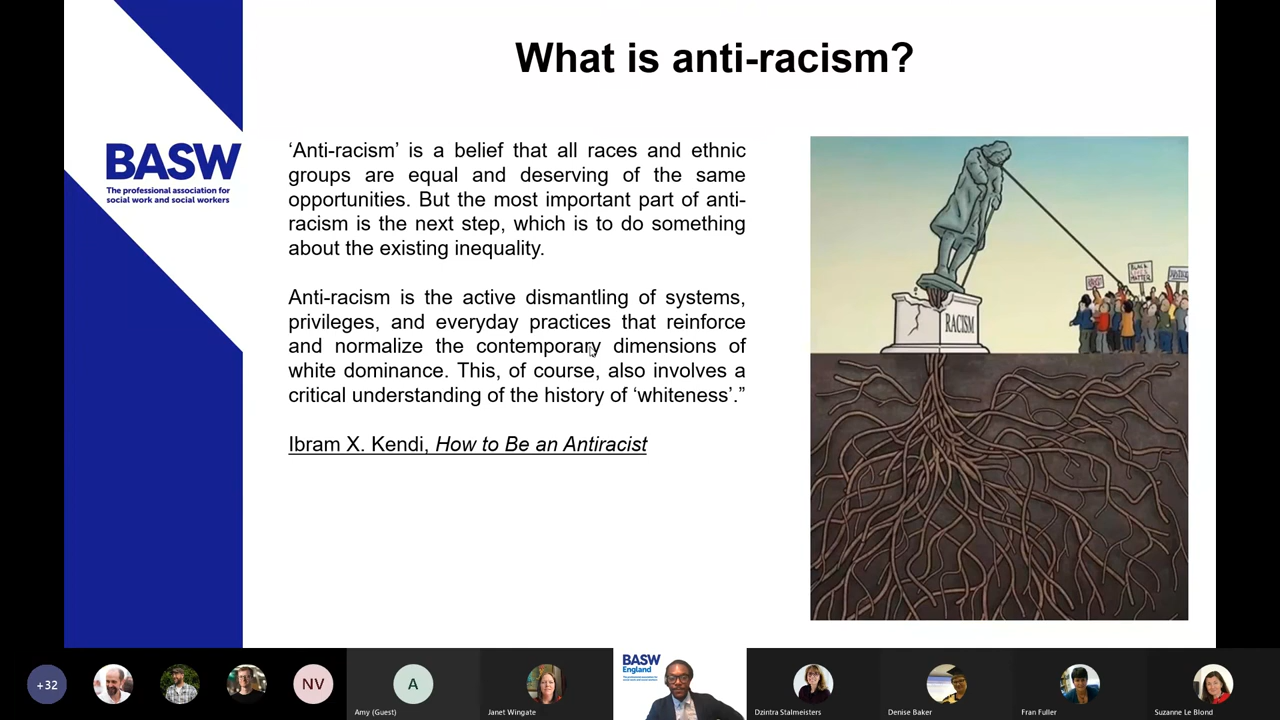 What is anti-racism?
BASW
The professional association for
social work and social workers
‘Anti-racism’ is a belief that all races and ethnic
groups are equal and deserving of the same
opportunities. But the most important part of anti-
racism is the next step, which is to do something
about the existing inequality.
Anti-racism is the active dismantling of systems,
privileges, and everyday practices that reinforce
and normalize the contemporary dimensions of
white dominance. This, of course, also involves a
critical understanding of the history of ‘whiteness’.”
Ibram X. Kendi, How to Be an Antiracist
BLACK
LIVES
MATTER
RACISM
+32
NV
A
Amy (Guest)
Janet Wingate
BASW
England
Dzintra Stalmeisters
Denise Baker
Fran Fuller
Suzanne Le Blond